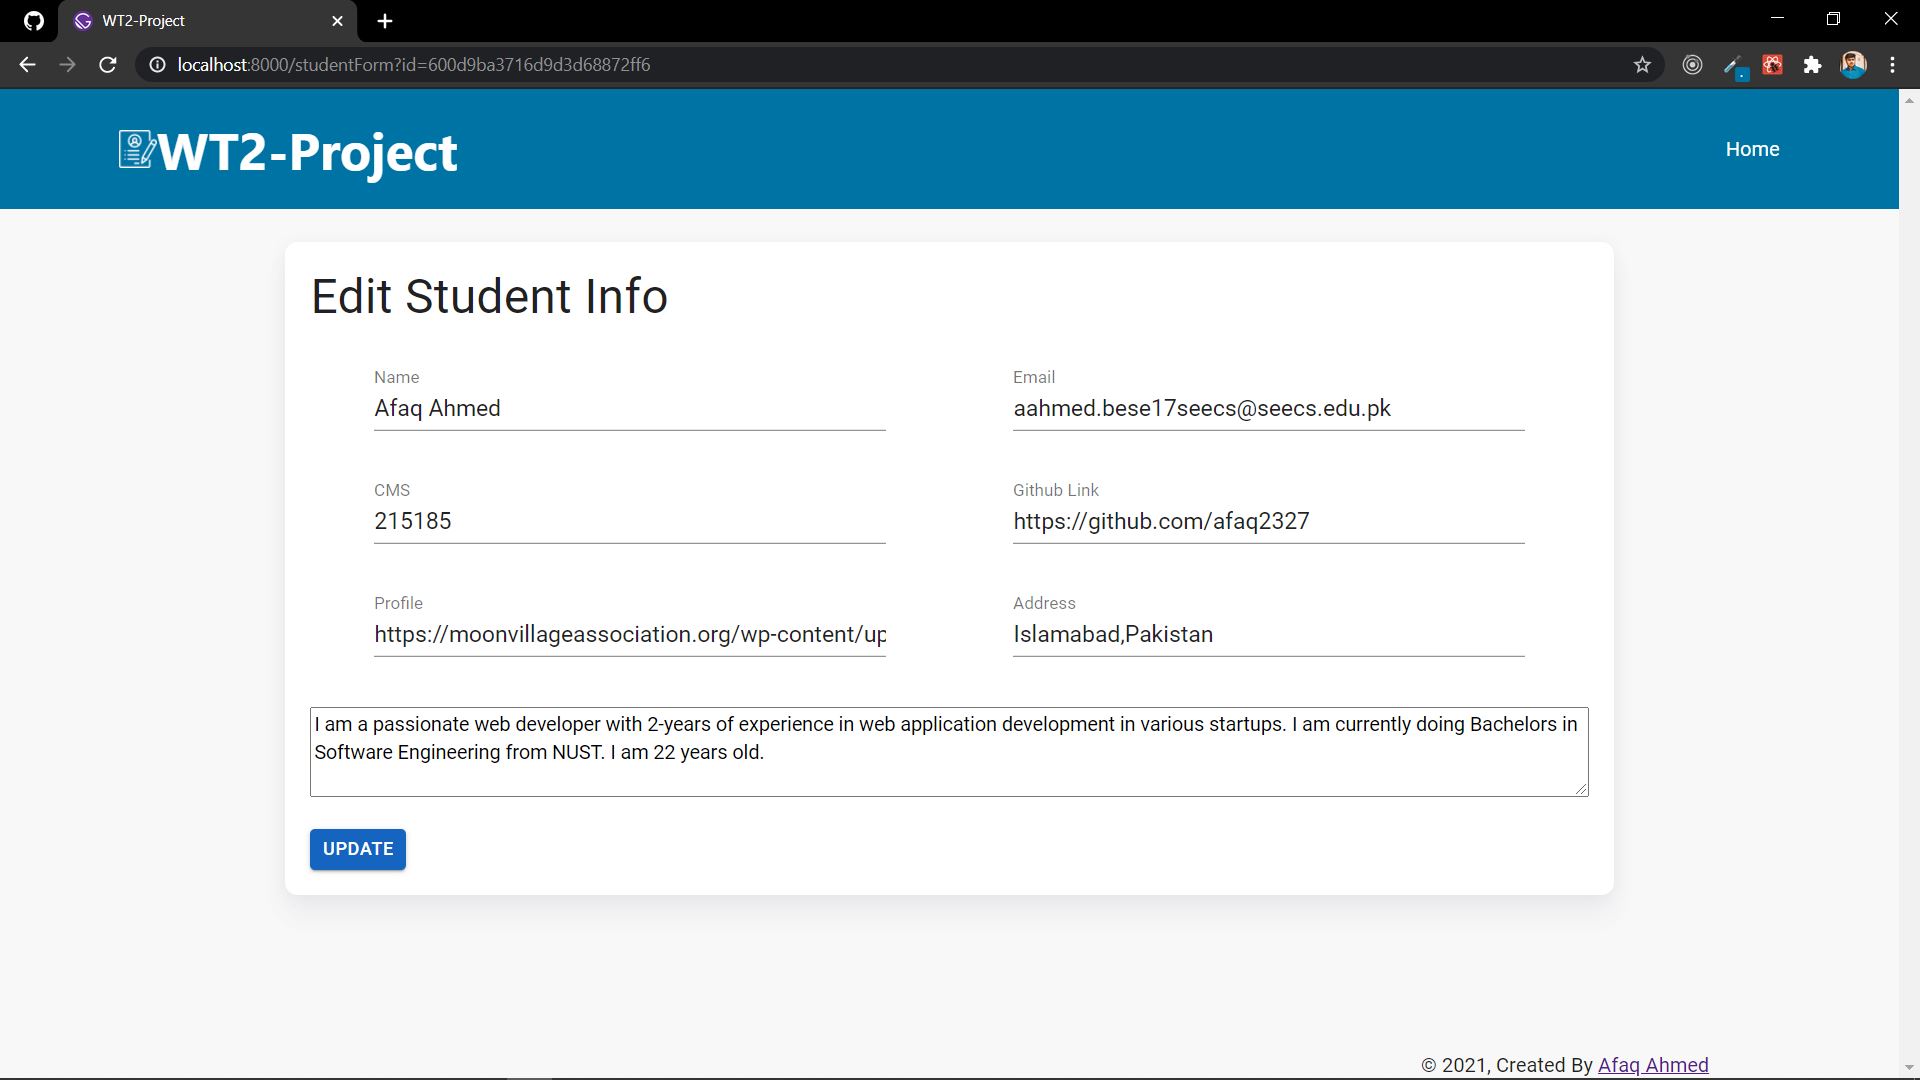 WT2-Project
localhost:8000/studentForm?id=600d9ba3716d9d3d68872ff6
WT2-Project
Home
Edit Student Info
Name
Afaq Ahmed
Email
aahmed.bese17seecs@seecs.edu.pk
CMS
215185
Github Link
https://github.com/afaq2327
Profile
https://moonvillageassociation.org/wp-content/up
Address
Islamabad,Pakistan
I am a passionate web developer with 2-years of experience in web application development in various startups. I am currently doing Bachelors in
Software Engineering from NUST. I am 22 years old.
UPDATE
© 2021, Created By Afaq Ahmed